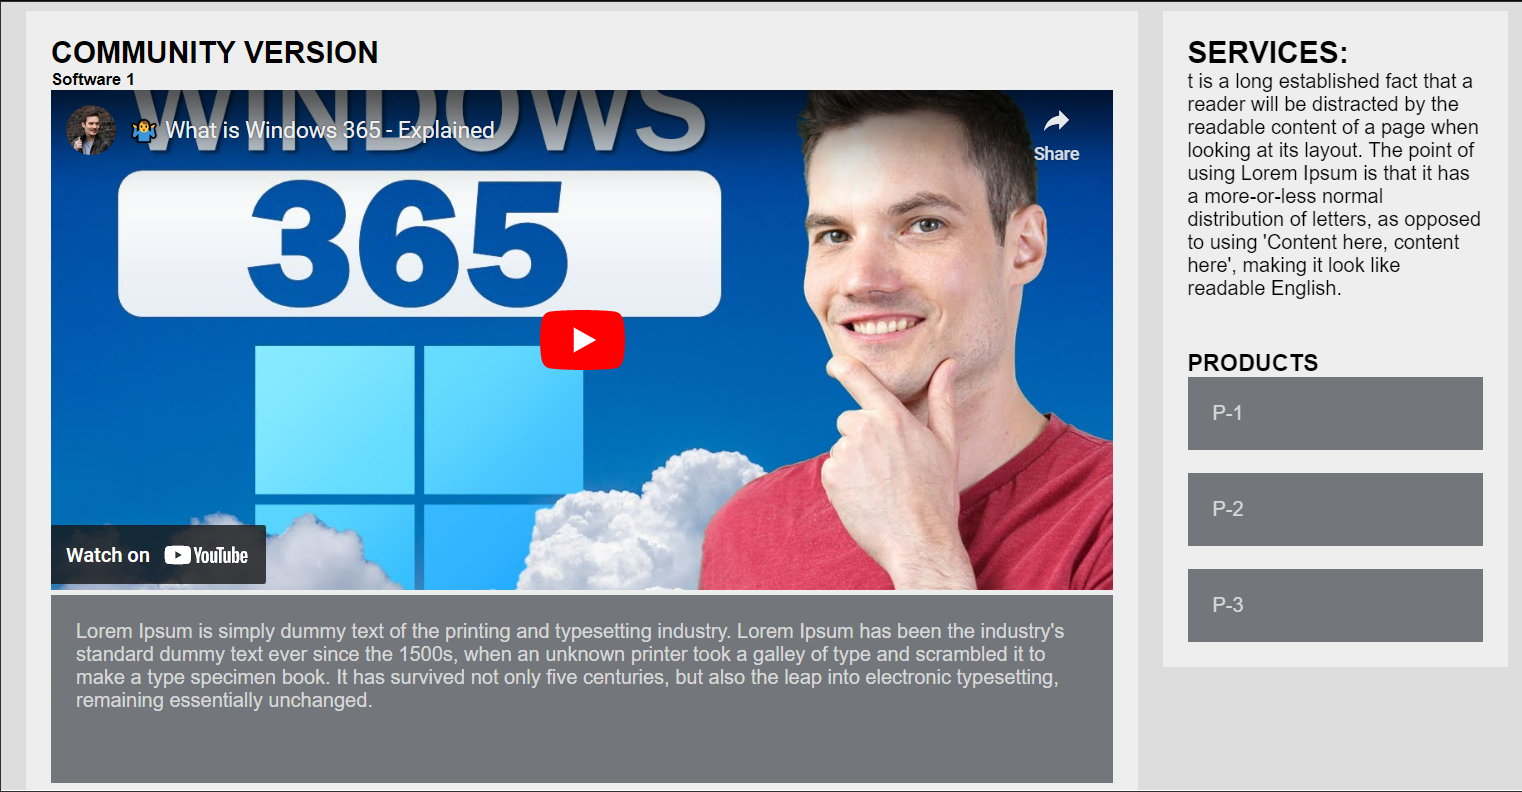 COMMUNITY VERSION
Software 1
WINDOWS
🤷‍♂️ What is Windows 365 - Explained
Share
365
Watch on YouTube
Lorem Ipsum is simply dummy text of the printing and typesetting industry. Lorem Ipsum has been the industry's
standard dummy text ever since the 1500s, when an unknown printer took a galley of type and scrambled it to
make a type specimen book. It has survived not only five centuries, but also the leap into electronic typesetting,
remaining essentially unchanged.
SERVICES:
t is a long established fact that a
reader will be distracted by the
readable content of a page when
looking at its layout. The point of
using Lorem Ipsum is that it has
a more-or-less normal
distribution of letters, as opposed
to using 'Content here, content
here', making it look like
readable English.
PRODUCTS
P-1
P-2
P-3